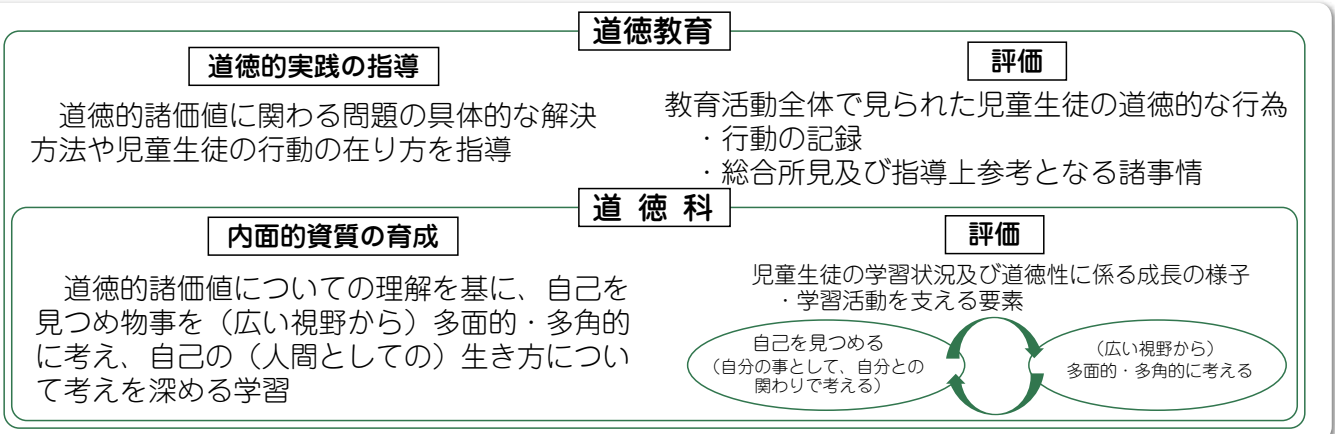 道徳教育
道徳的実践の指導
道徳的諸価値に関わる問題の具体的な解決
方法や児童生徒の行動の在り方を指導
評価
教育活動全体で見られた児童生徒の道徳的な行為
・行動の記録
・総合所見及び指導上参考となる諸事情
道 徳 科
内面的資質の育成
道徳的諸価値についての理解を基に、自己を
見つめ物事を（広い視野から）多面的・多角的
に考え、自己の（人間としての）生き方につい
て考えを深める学習
評価
児童生徒の学習状況及び道徳性に係る成長の様子
・学習活動を支える要素
自己を見つめる
（自分の事として、自分との
関わりで考える）
（広い視野から）
多面的・多角的に考える